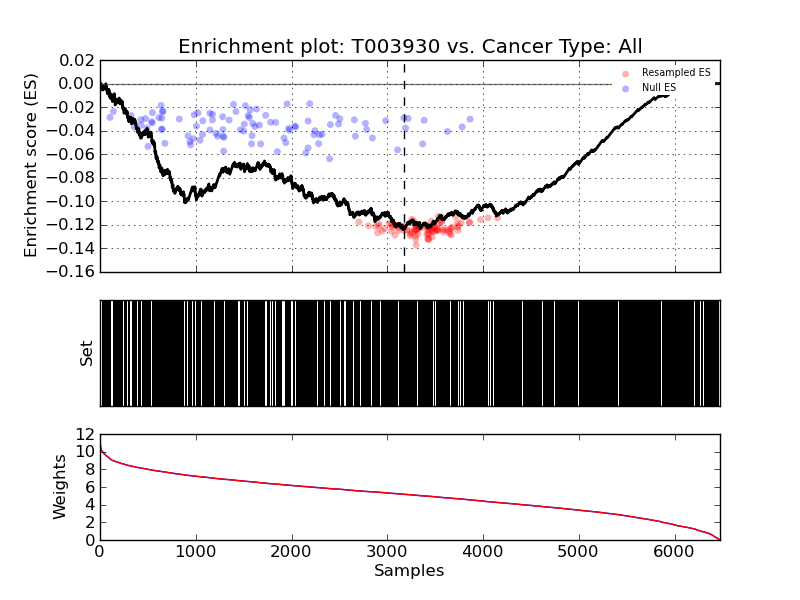 Enrichment plot: T003930 vs. Cancer Type: All
Enrichment score (ES)
0.02
0.00
−0.02
−0.04
−0.06
−0.08
−0.10
−0.12
−0.14
−0.16
Resampled ES
Null ES
Set
Weights
12
10
8
6
4
2
0
0 1000 2000 3000 4000 5000 6000
Samples